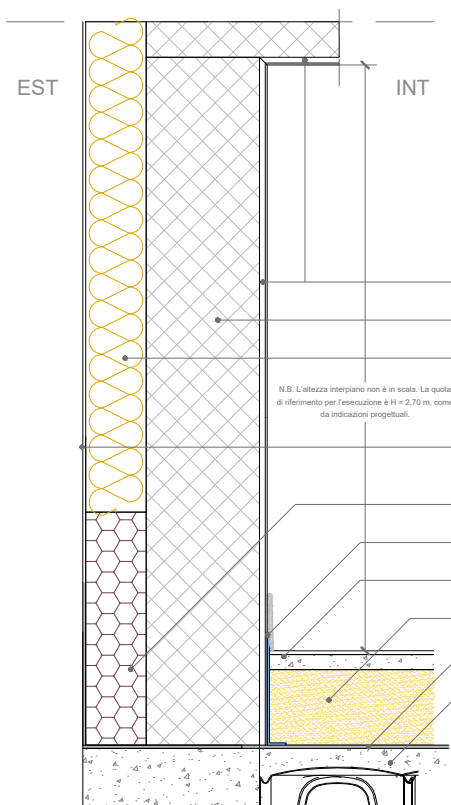 EST
INT
N.B. L'altezza interpiano non è in scala. La quota
di riferimento per l'esecuzione è H = 2,70 m, come
da indicazioni progettuali.